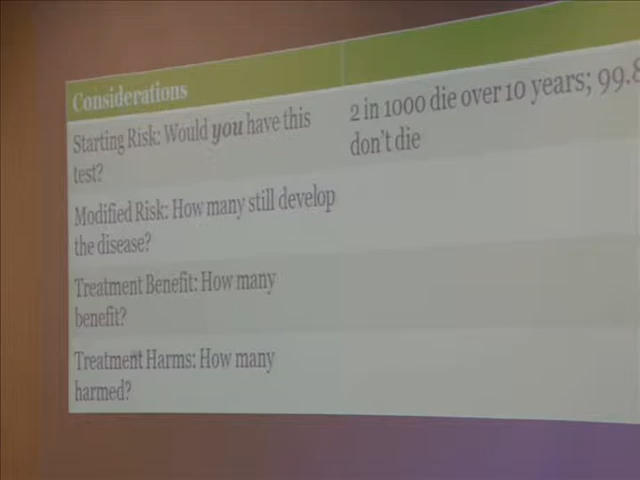 Considerations
Starting Risk: Would you have this
test?
2 in 1000 die over 10 years; 99.8
don't die
Modified Risk: How many still develop
the disease?
Treatment Benefit: How many
benefit?
Treatment Harms: How many
harmed?